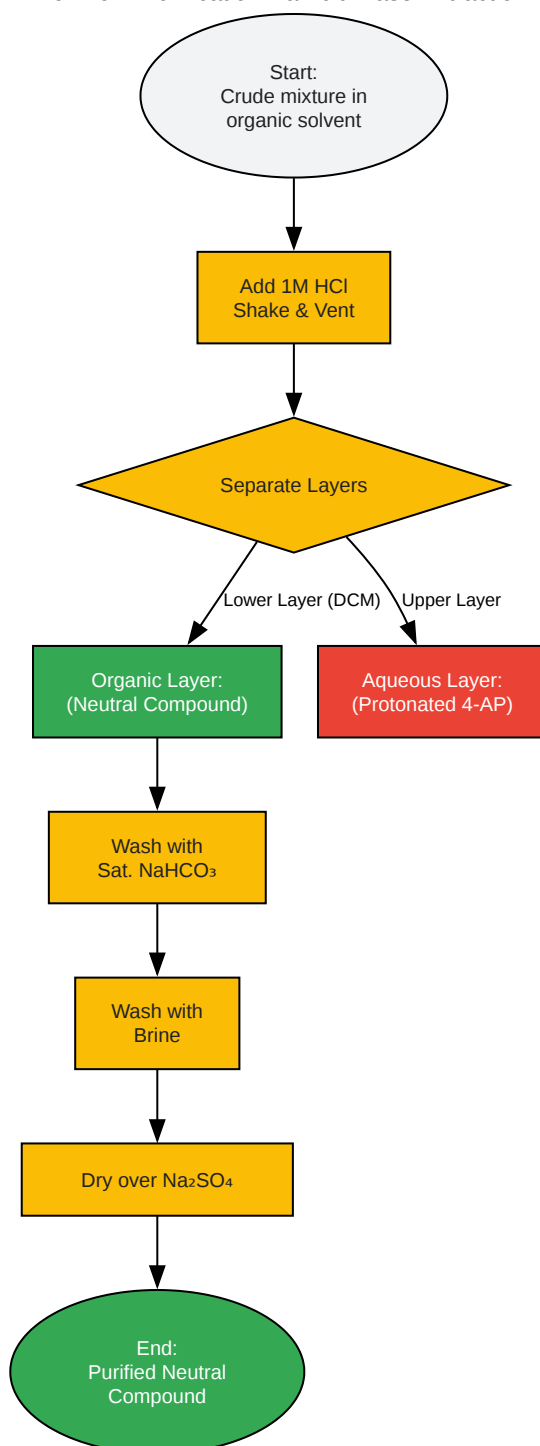 Start:
Crude mixture in
organic solvent
Add 1M HCl
Shake & Vent
Separate Layers
Lower Layer (DCM)
Upper Layer
Organic Layer:
(Neutral Compound)
Aqueous Layer:
(Protonated 4-AP)
Wash with
Sat. NaHCO₃
Wash with
Brine
Dry over Na₂SO₄
End:
Purified Neutral
Compound